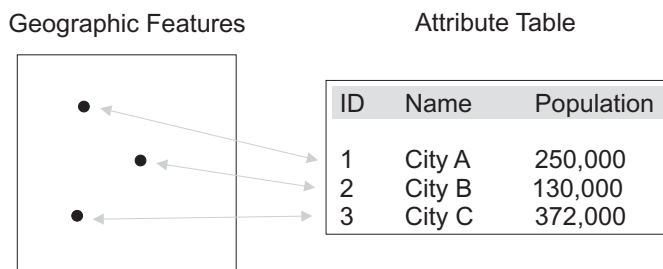 Geographic Features
Attribute Table
ID Name Population
1 City A 250,000
2 City B 130,000
3 City C 372,000